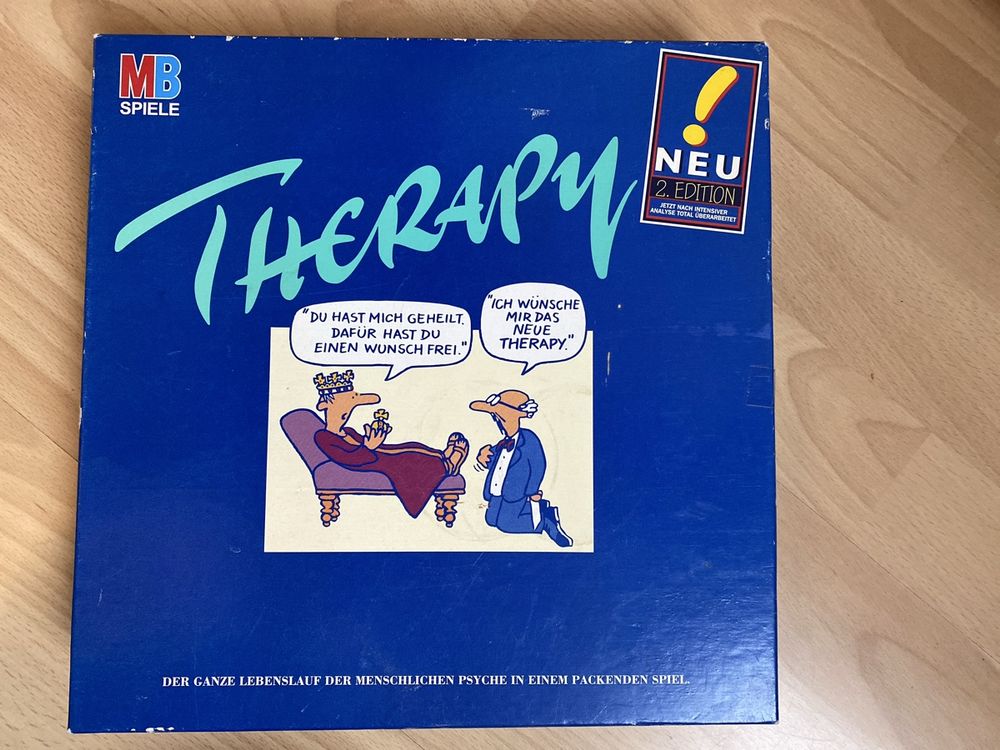 MB
SPIELE
NEU
2. EDITION
JETZT NACH INTENSIVER
ANALYSE TOTAL ÜBERARBEITET
THERAPY
"DU HAST MICH GEHEILT.
DAFÜR HAST DU
EINEN WUNSCH FREI."
"ICH WÜNSCHE
MIR DAS
NEUE
THERAPY."
DER GANZE LEBENSLAUF DER MENSCHLICHEN PSYCHE IN EINEM PACKENDEN SPIEL.